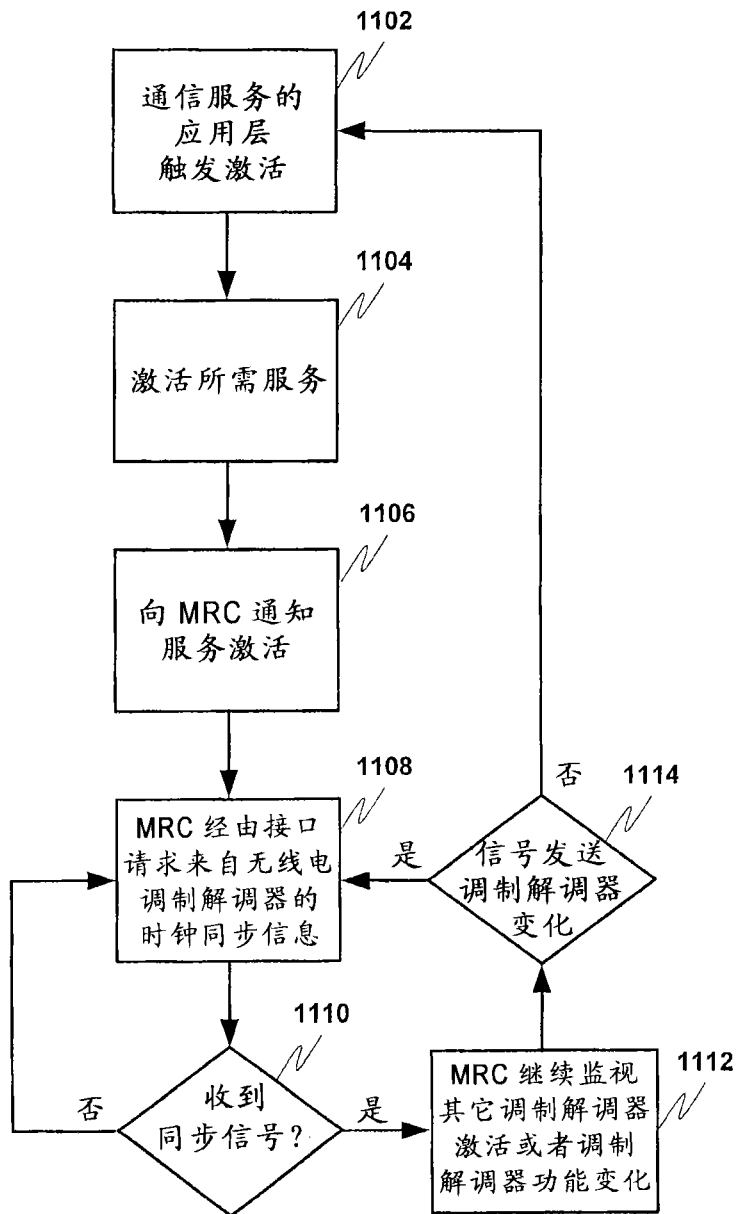 1102
通信服务的
应用层
触发激活
1104
激活所需服务
1106
向 MRC 通知
服务激活
1108
MRC 经由接口
请求来自无线电
调制解调器的
时钟同步信息
否
1114
是
信号发送
调制解调器
变化
1110
收到
同步信号?
否
是
1112
MRC 继续监视
其它调制解调器
激活或者调制
解调器功能变化